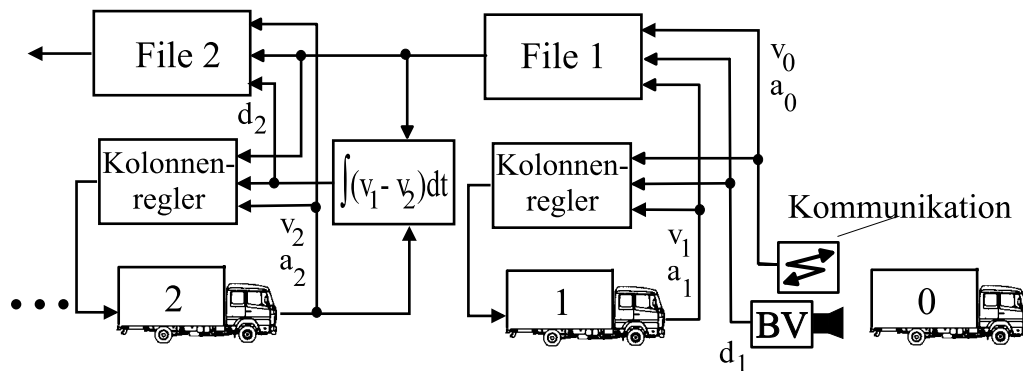 File 2
File 1
v0
a0
d2
Kolonnen-
regler
∫(v1- v2)dt
Kolonnen-
regler
Kommunikation
v2
a2
v1
a1
2
1
0
BV
d1